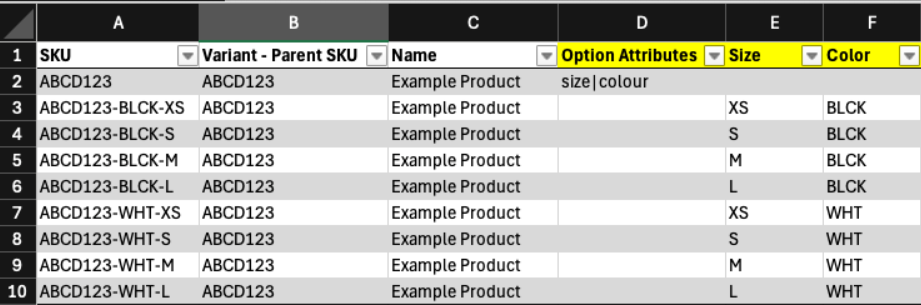 A B C D E F
1 SKU Variant - Parent SKU Name Option Attributes Size Color
2 ABCD123 ABCD123 Example Product size|colour
3 ABCD123-BLCK-XS ABCD123 Example Product XS BLCK
4 ABCD123-BLCK-S ABCD123 Example Product S BLCK
5 ABCD123-BLCK-M ABCD123 Example Product M BLCK
6 ABCD123-BLCK-L ABCD123 Example Product L BLCK
7 ABCD123-WHT-XS ABCD123 Example Product XS WHT
8 ABCD123-WHT-S ABCD123 Example Product S WHT
9 ABCD123-WHT-M ABCD123 Example Product M WHT
10 ABCD123-WHT-L ABCD123 Example Product L WHT